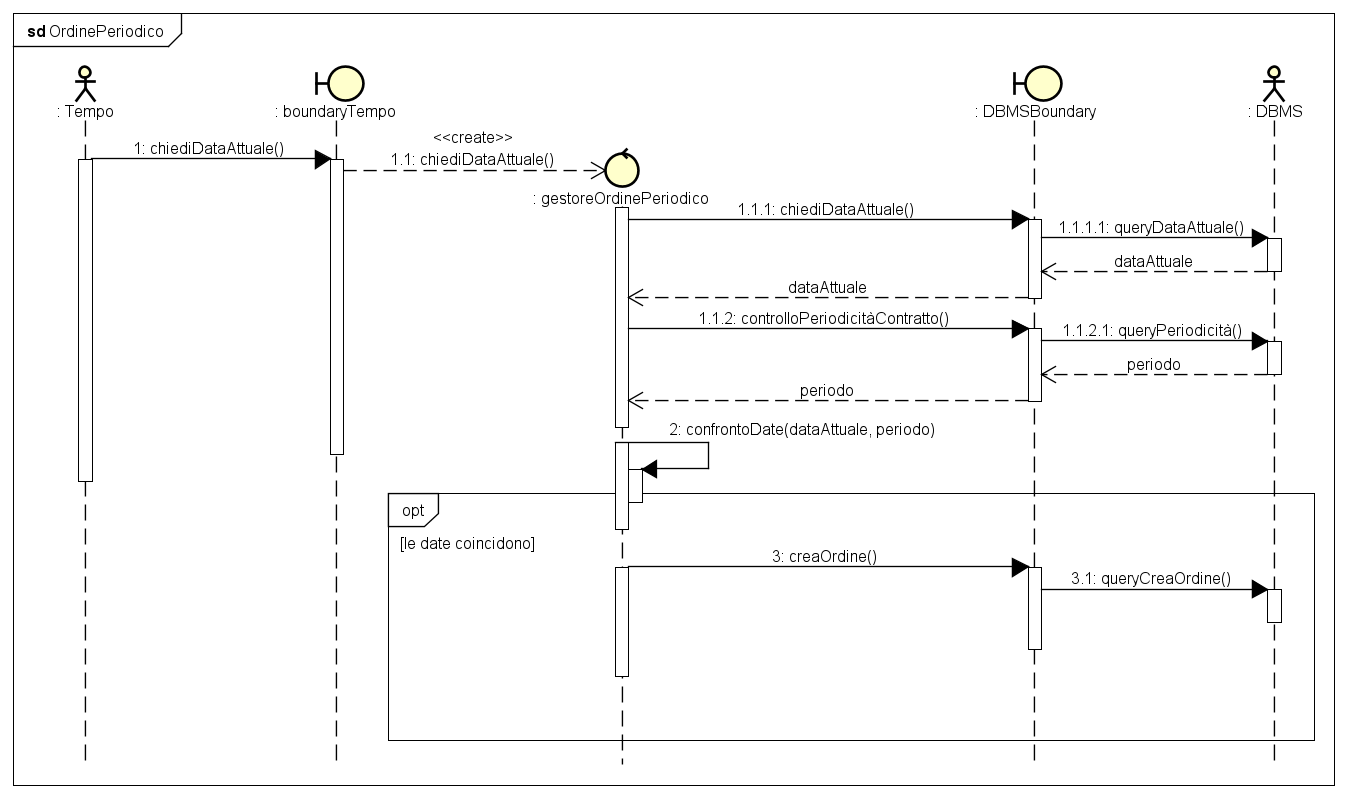 sd OrdinePeriodico
: Tempo
: boundaryTempo
: DBMSBoundary
: DBMS
<<create>>
1: chiediDataAttuale()
1.1: chiediDataAttuale()
: gestoreOrdinePeriodico
1.1.1: chiediDataAttuale()
1.1.1.1: queryDataAttuale()
dataAttuale
dataAttuale
1.1.2: controlloPeriodicitàContratto()
1.1.2.1: queryPeriodicità()
periodo
periodo
2: confrontoDate(dataAttuale, periodo)
opt
[le date coincidono]
3: creaOrdine()
3.1: queryCreaOrdine()